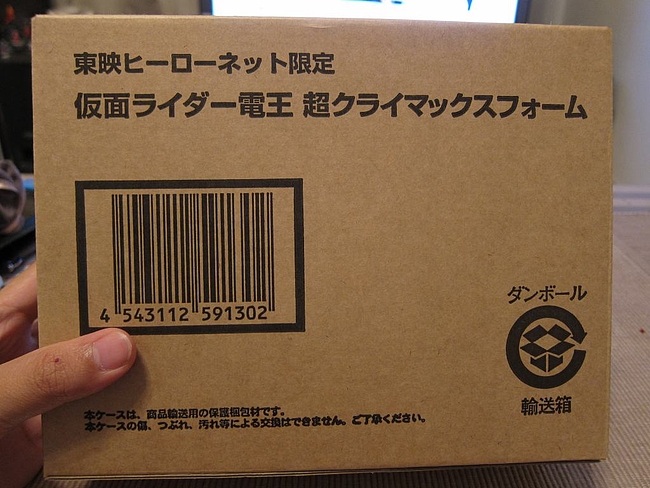 東映ヒーローネット限定
仮面ライダー電王 超クライマックスフォーム
4 543112 591302
ダンボール
輸送箱
本ケースは、商品輸送用の保護梱包材です。
本ケースの傷、つぶれ、汚れ等による交換はできません。ご了承ください。